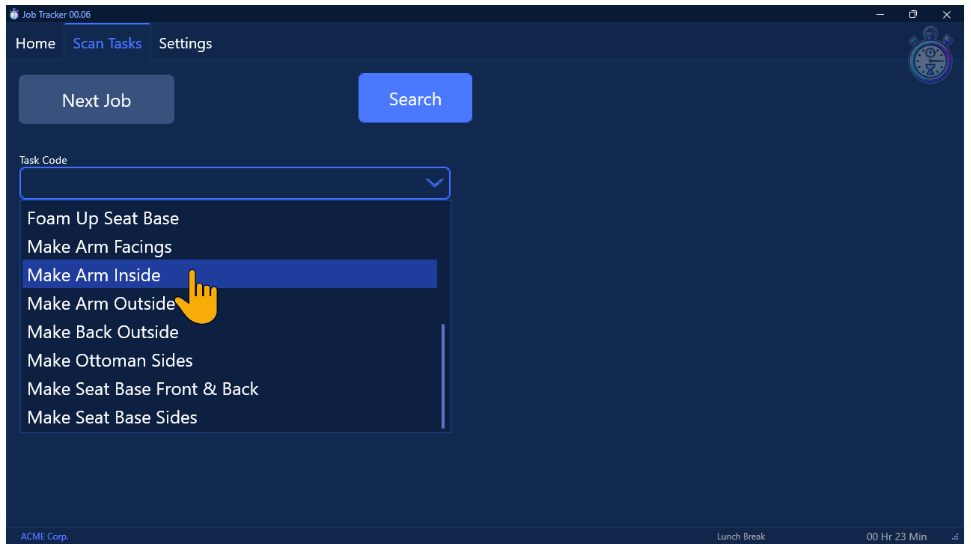 Job Tracker 00.06
Home Scan Tasks Settings
Next Job Search
Task Code
Foam Up Seat Base
Make Arm Facings
Make Arm Inside
Make Arm Outside
Make Back Outside
Make Ottoman Sides
Make Seat Base Front & Back
Make Seat Base Sides
ACME Corp. Lunch Break 00 Hr 23 Min